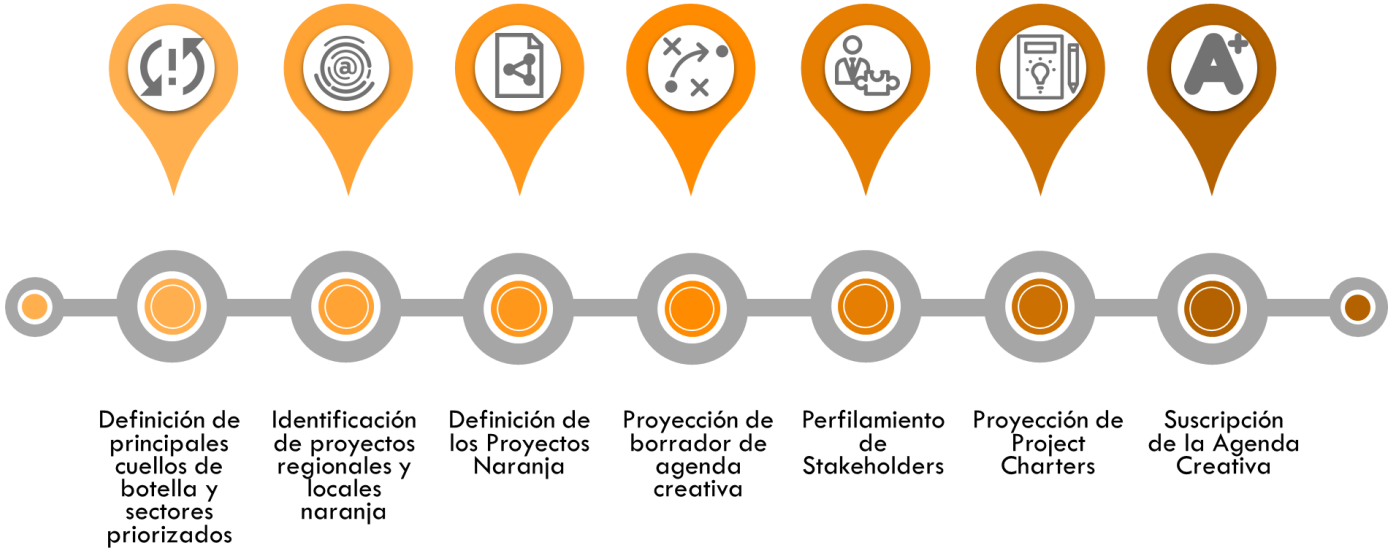 @
A+
Definición de
principales
cuellos de
botella y
sectores
priorizados
Identificación
de proyectos
regionales y
locales
naranja
Definición de
los Proyectos
Naranja
Proyección de
borrador de
agenda
creativa
Perfilamiento
de
Stakeholders
Proyección de
Project
Charters
Suscripción
de la Agenda
Creativa